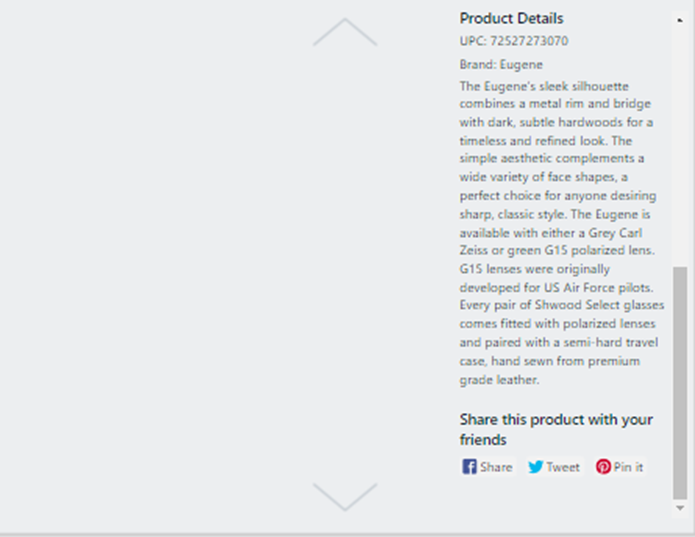 Product Details
UPC: 72527273070
Brand: Eugene
The Eugene's sleek silhouette
combines a metal rim and bridge
with dark, subtle hardwoods for a
timeless and refined look. The
simple aesthetic complements a
wide variety of face shapes, a
perfect choice for anyone desiring
sharp, classic style. The Eugene is
available with either a Grey Carl
Zeiss or green G15 polarized lens.
G15 lenses were originally
developed for US Air Force pilots.
Every pair of Shwood Select glasses
comes fitted with polarized lenses
and paired with a semi-hard travel
case, hand sewn from premium
grade leather.
Share this product with your
friends
Share Tweet Pin it